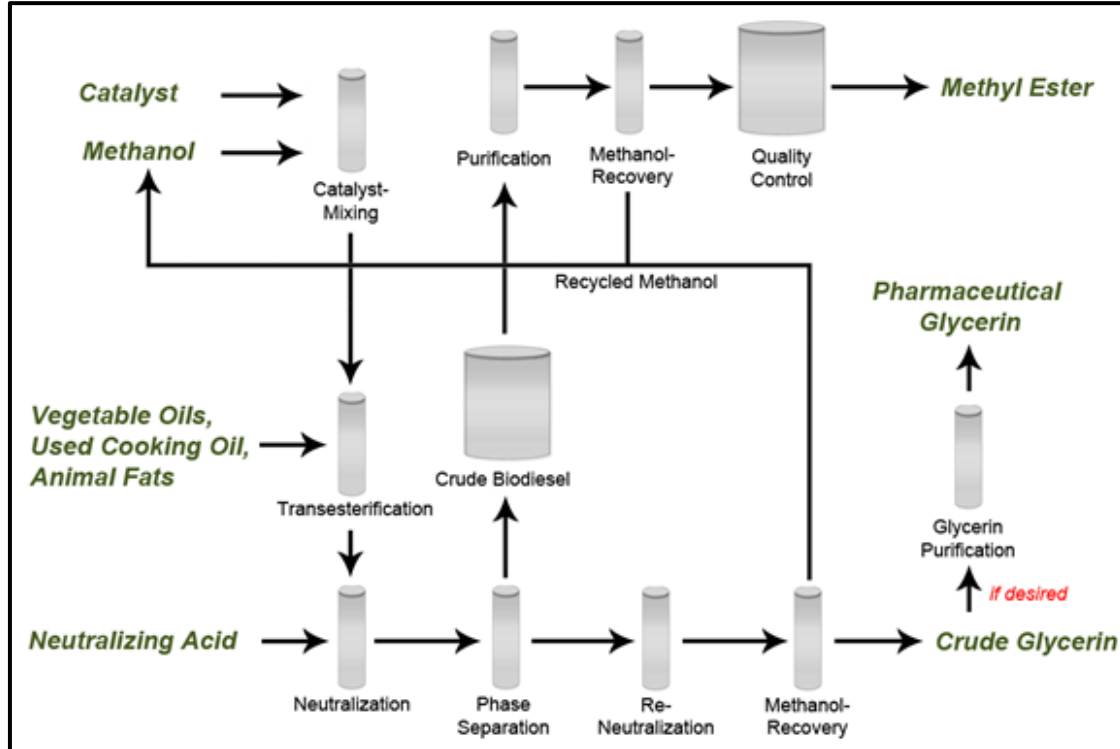 Catalyst
Methanol
Catalyst-
Mixing
Purification
Methanol-
Recovery
Quality
Control
Methyl Ester
Recycled Methanol
Vegetable Oils,
Used Cooking Oil,
Animal Fats
Transesterification
Crude Biodiesel
Pharmaceutical
Glycerin
Glycerin
Purification
if desired
Neutralizing Acid
Neutralization
Phase
Separation
Re-
Neutralization
Methanol-
Recovery
Crude Glycerin